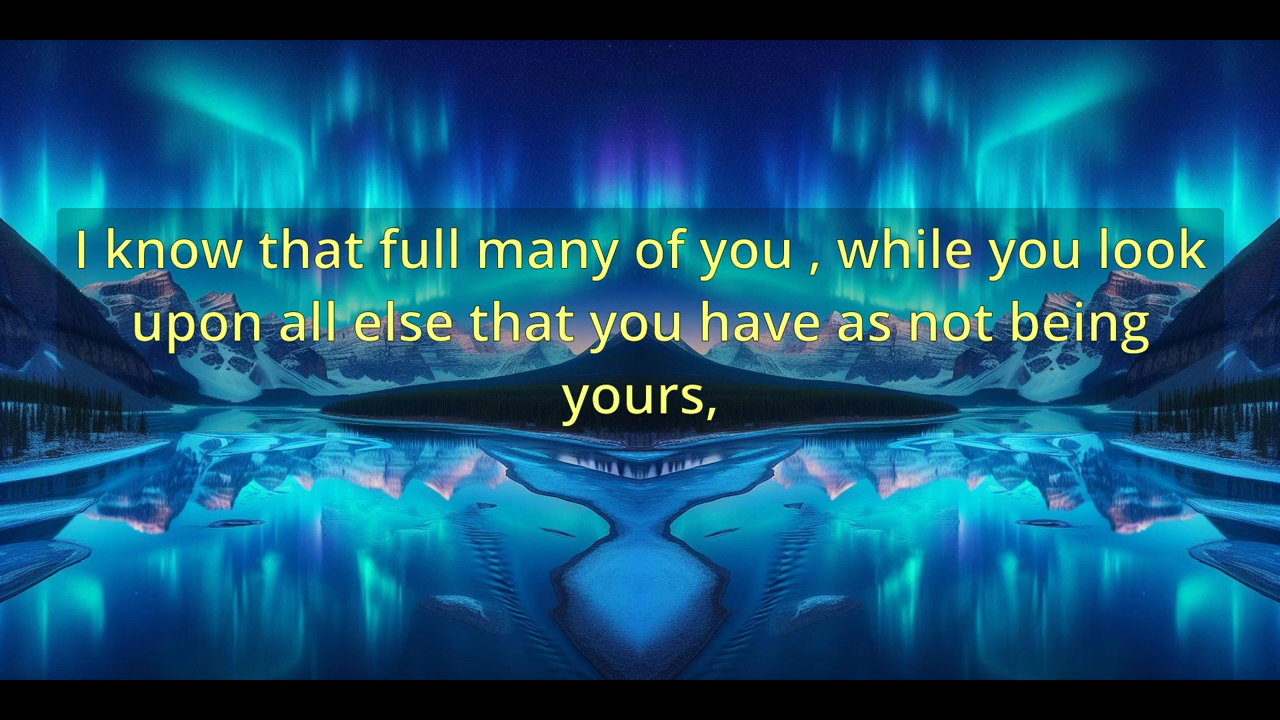 I know that full many of you , while you look
upon all else that you have as not being
yours,